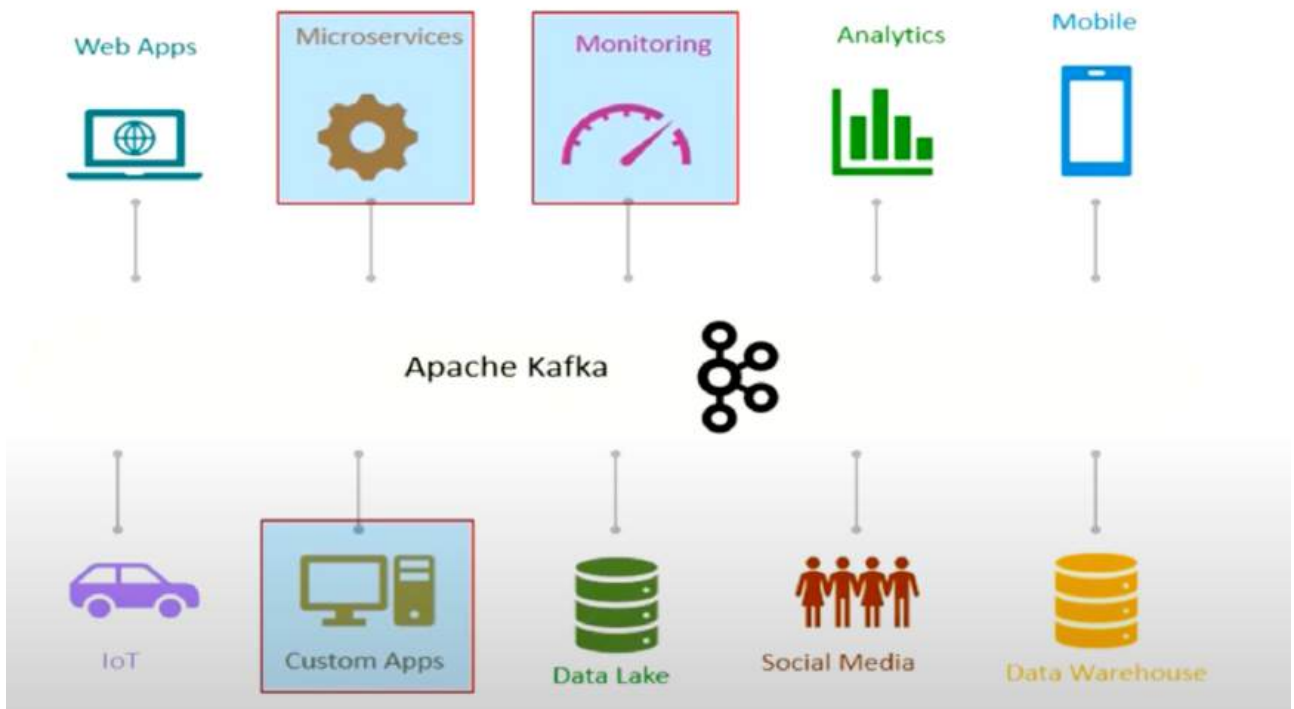 Web Apps
Microservices
Monitoring
Analytics
Mobile
Apache Kafka
IoT
Custom Apps
Data Lake
Social Media
Data Warehouse